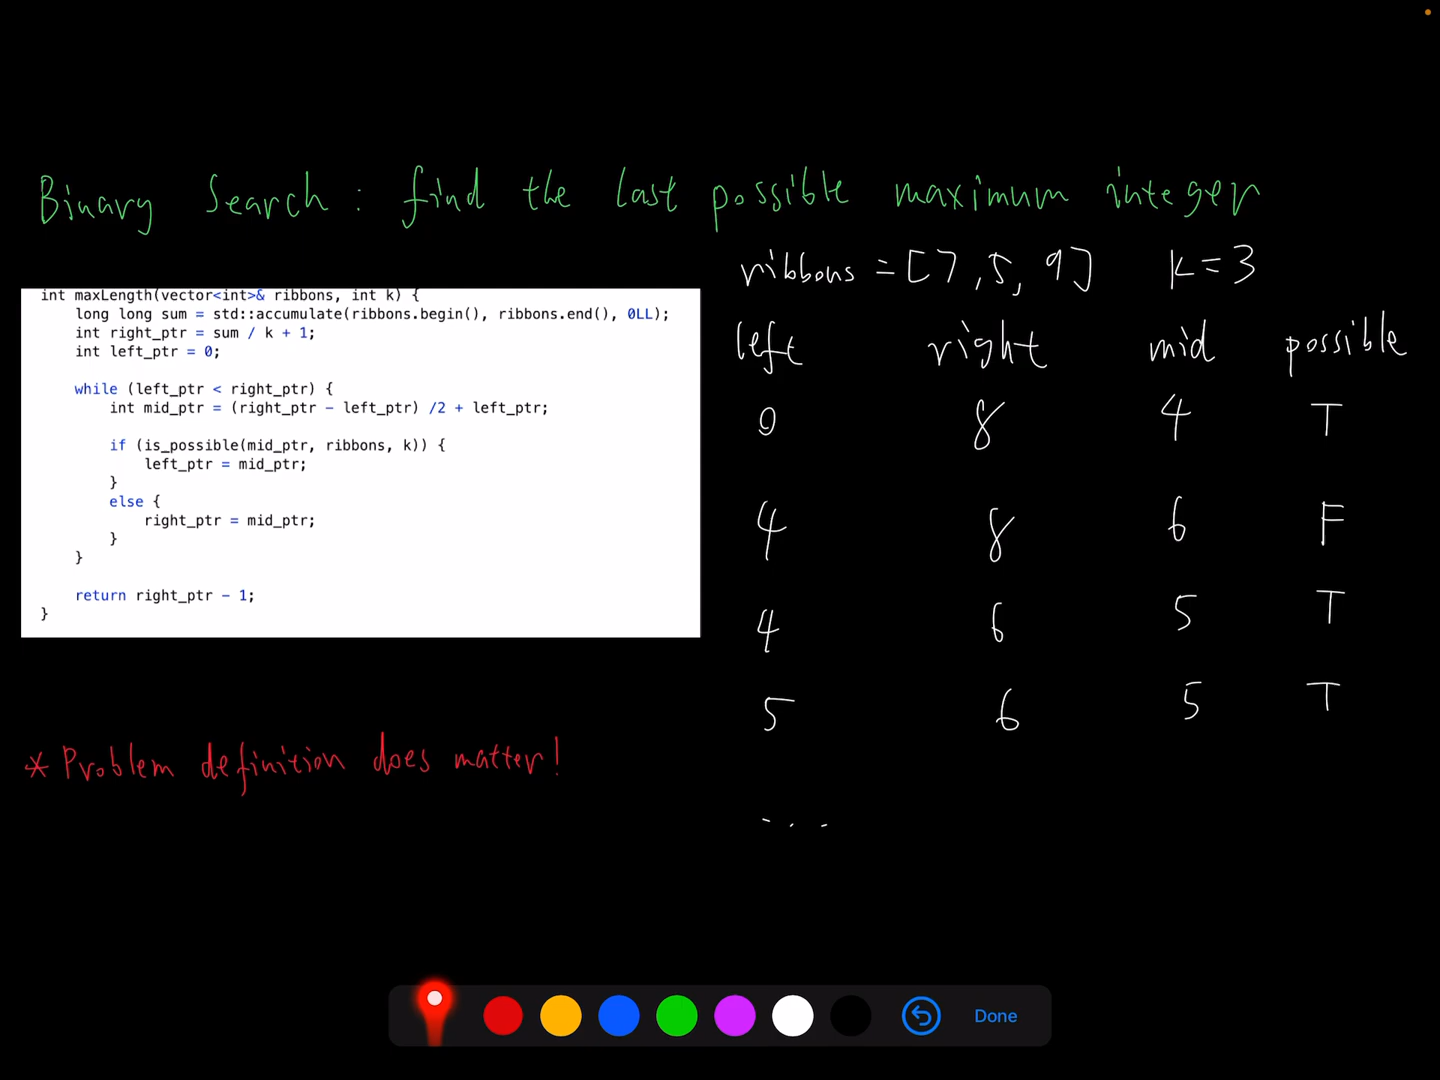 Binary Search : find the last possible maximum integer
ribbons = [7, 5, 9] k = 3
int maxLength(vector<int>& ribbons, int k) {
long long sum = std::accumulate(ribbons.begin(), ribbons.end(), 0LL);
int right_ptr = sum / k + 1;
int left_ptr = 0;
while (left_ptr < right_ptr) {
int mid_ptr = (right_ptr - left_ptr) /2 + left_ptr;
if (is_possible(mid_ptr, ribbons, k)) {
left_ptr = mid_ptr;
}
else {
right_ptr = mid_ptr;
}
}
return right_ptr - 1;
}
left right mid possible
0 8 4 T
4 8 6 F
4 6 5 T
5 6 5 T
. . .
* Problem definition does matter!
Done